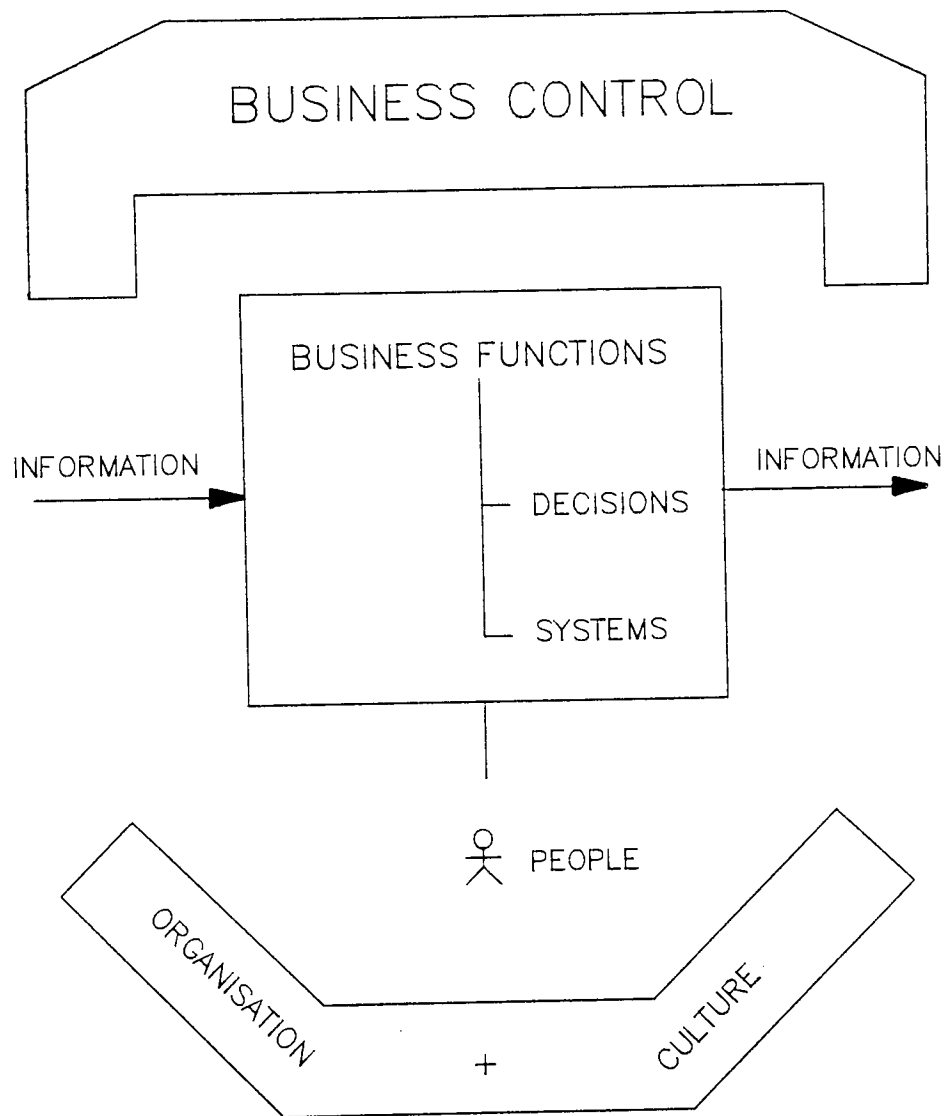 BUSINESS CONTROL
BUSINESS FUNCTIONS
INFORMATION
INFORMATION
DECISIONS
SYSTEMS
PEOPLE
ORGANISATION
+
CULTURE